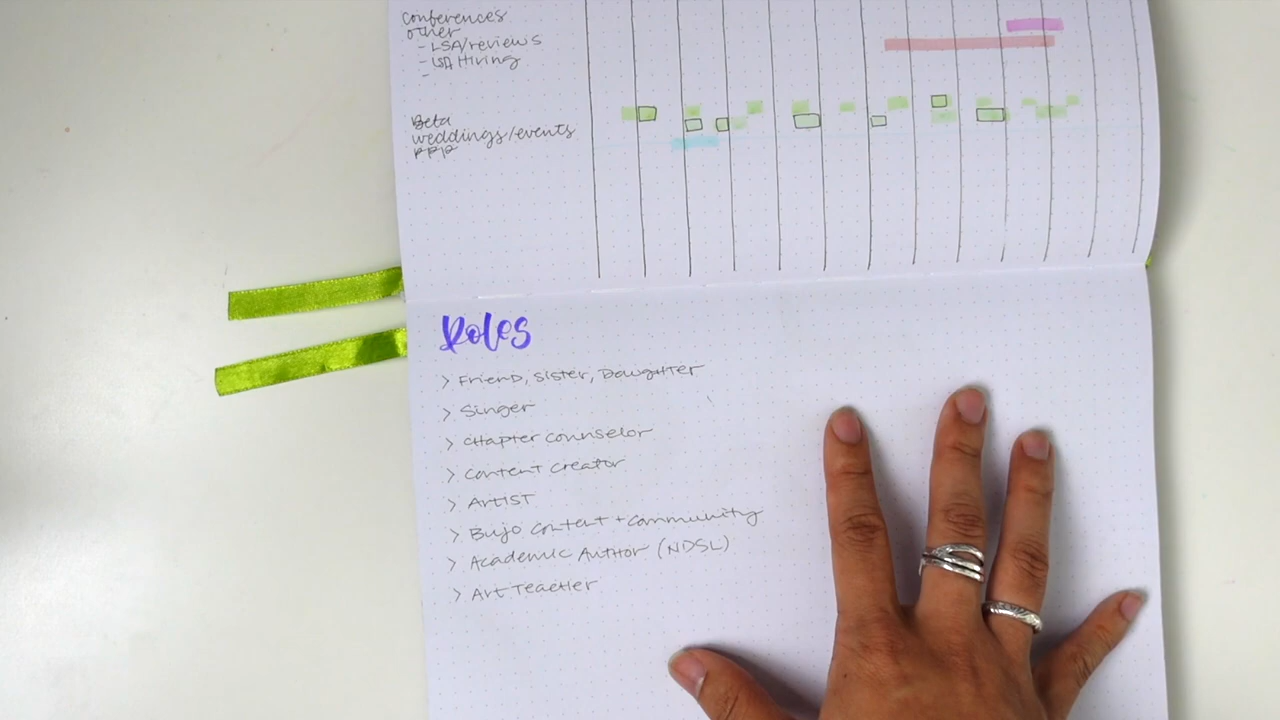 Conferences
other
- LSA/reviews
- LSA Hiring
-
Beta
weddings/events
PPP
Roles
> Friend, Sister, Daughter
> Singer
> Chapter counselor
> Content Creator
> Artist
> Bujo Content + Community
> Academic Author (NDSL)
> Art Teacher